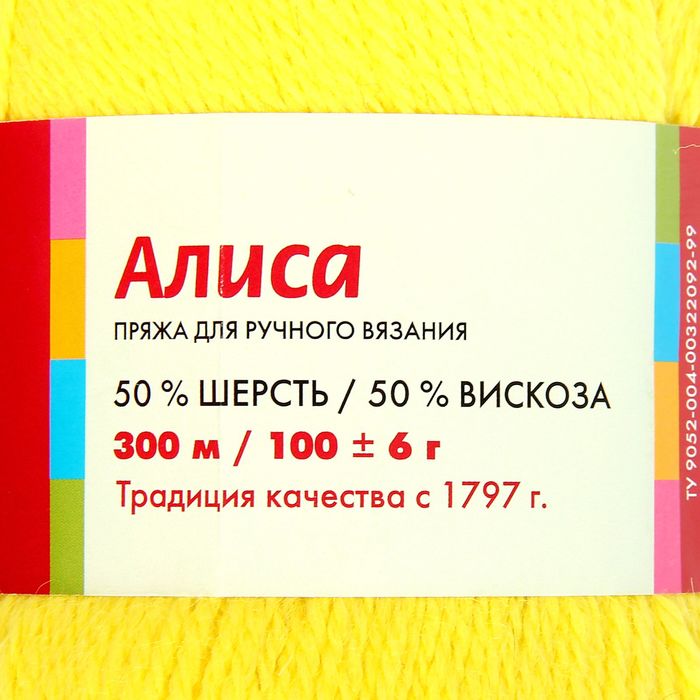 Алиса
ПРЯЖА ДЛЯ РУЧНОГО ВЯЗАНИЯ
50 % ШЕРСТЬ / 50 % ВИСКОЗА
300 м / 100 ± 6 г
Традиция качества с 1797 г.
ТУ 9052-004-00322092-99